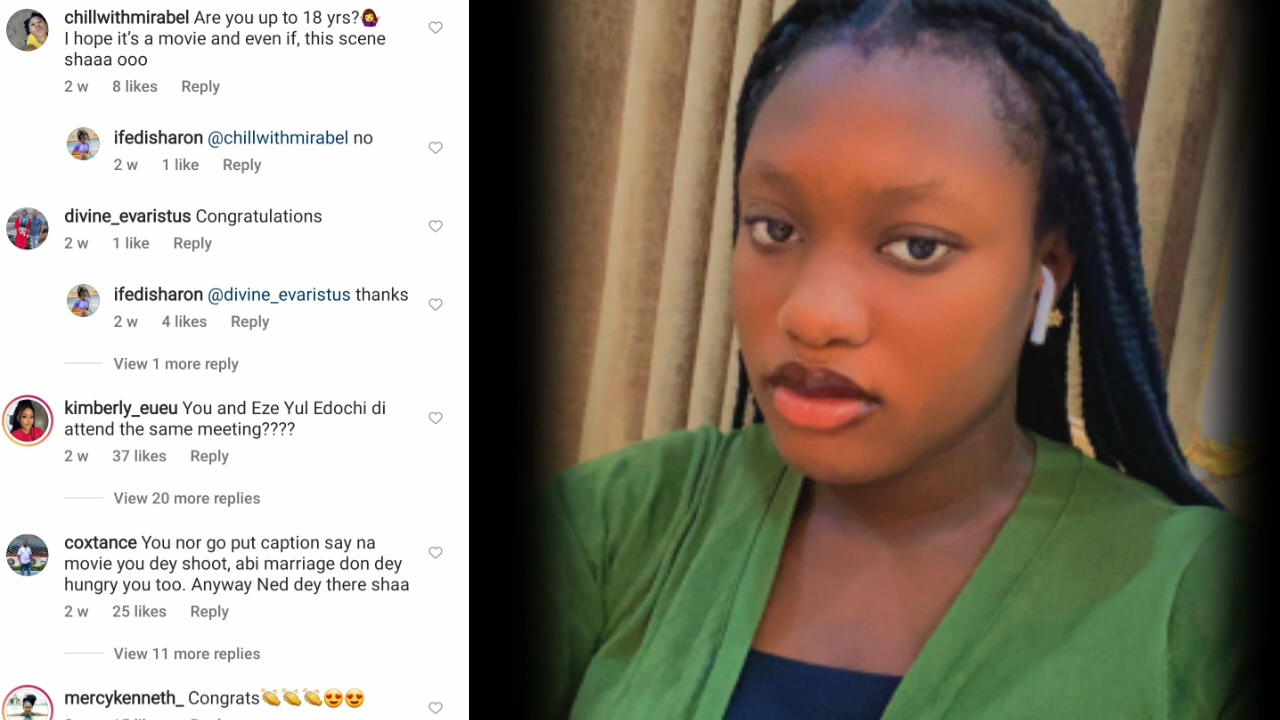 chillwithmirabel Are you up to 18 yrs?🤷‍♀️
I hope it’s a movie and even if, this scene
shaaa ooo
2 w 8 likes Reply
ifedisharon @chillwithmirabel no
2 w 1 like Reply
divine_evaristus Congratulations
2 w 1 like Reply
ifedisharon @divine_evaristus thanks
2 w 4 likes Reply
View 1 more reply
kimberly_eueu You and Eze Yul Edochi di
attend the same meeting????
2 w 37 likes Reply
View 20 more replies
coxtance You nor go put caption say na
movie you dey shoot, abi marriage don dey
hungry you too. Anyway Ned dey there shaa
2 w 25 likes Reply
View 11 more replies
mercykenneth_ Congrats👏👏👏😍😍